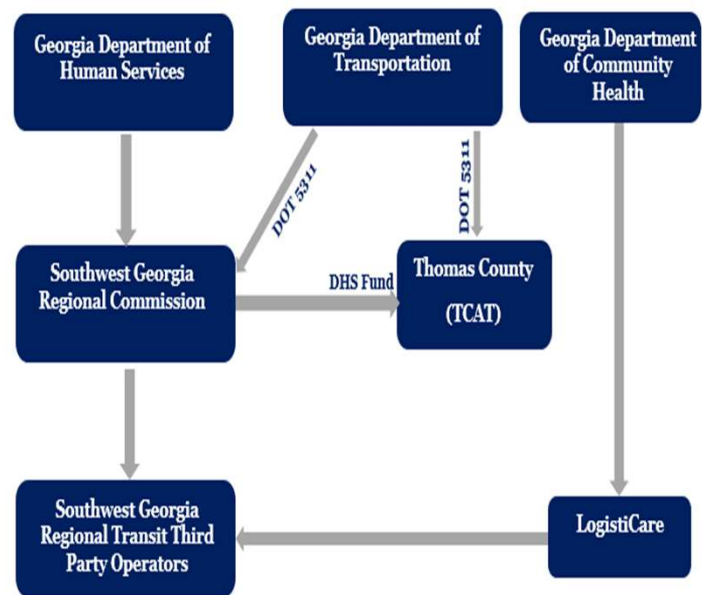 Georgia Department of
Human Services
Georgia Department of
Transportation
Georgia Department
of Community
Health
DOT 5311
DOT 5311
Southwest Georgia
Regional Commission
DHS Fund
Thomas County
(TCAT)
Southwest Georgia
Regional Transit Third
Party Operators
LogistiCare